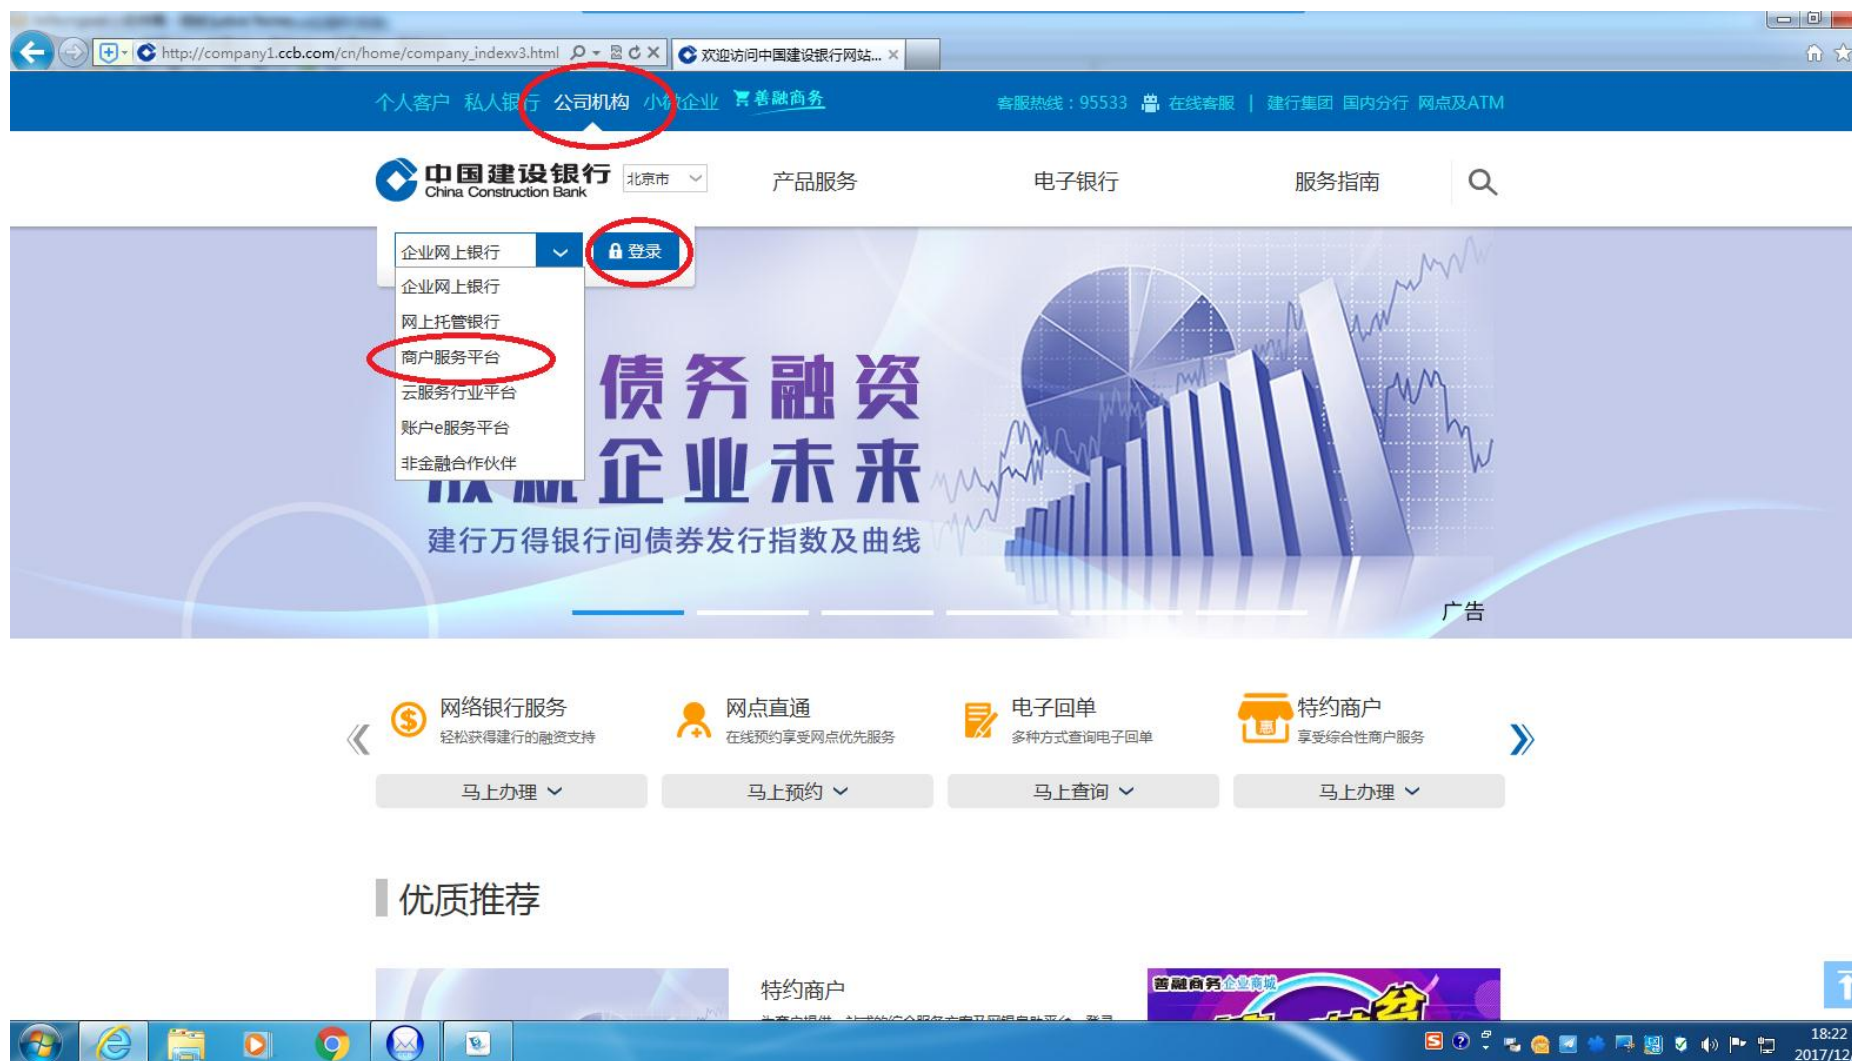 http://company1.ccb.com/cn/home/company_indexv3.html
欢迎访问中国建设银行网站...
个人客户 私人银行 公司机构 小微企业 善融商务
客服热线：95533 在线客服 | 建行集团 国内分行 网点及ATM
中国建设银行
China Construction Bank
北京市
产品服务
电子银行
服务指南
企业网上银行
登录
企业网上银行
网上托管银行
商户服务平台
云服务行业平台
账户e服务平台
非金融合作伙伴
债务融资
企业未来
建行万得银行间债券发行指数及曲线
广告
网络银行服务
轻松获得建行的融资支持
马上办理
网点直通
在线预约享受网点优先服务
马上预约
电子回单
多种方式查询电子回单
马上查询
惠
特约商户
享受综合性商户服务
马上办理
优质推荐
特约商户
善融商务企业商城
18:22
2017/12